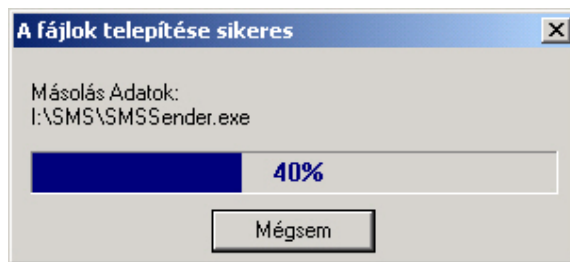 A fájlok telepítése sikeres
Másolás Adatok:
I:\SMS\SMSSender.exe
40%
Mégsem